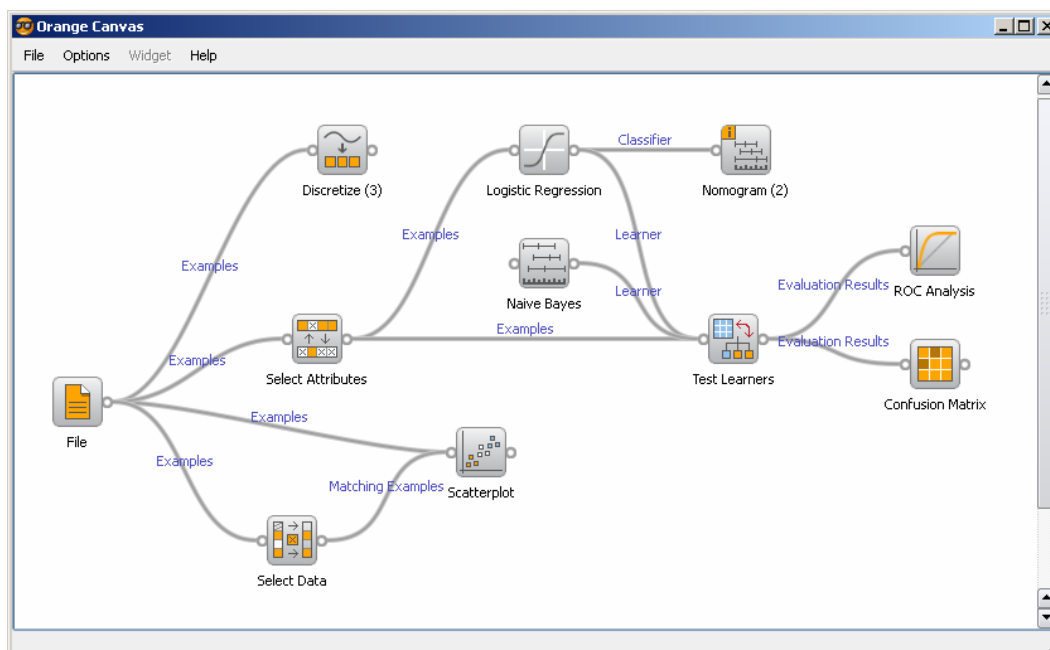 Orange Canvas
File Options Widget Help
Discretize (3)
Logistic Regression
Classifier
Nomogram (2)
Examples
Examples
Learner
Naive Bayes
Learner
Evaluation Results
ROC Analysis
Select Attributes
Examples
Examples
Test Learners
Evaluation Results
Confusion Matrix
File
Examples
Examples
Matching Examples
Scatterplot
Select Data